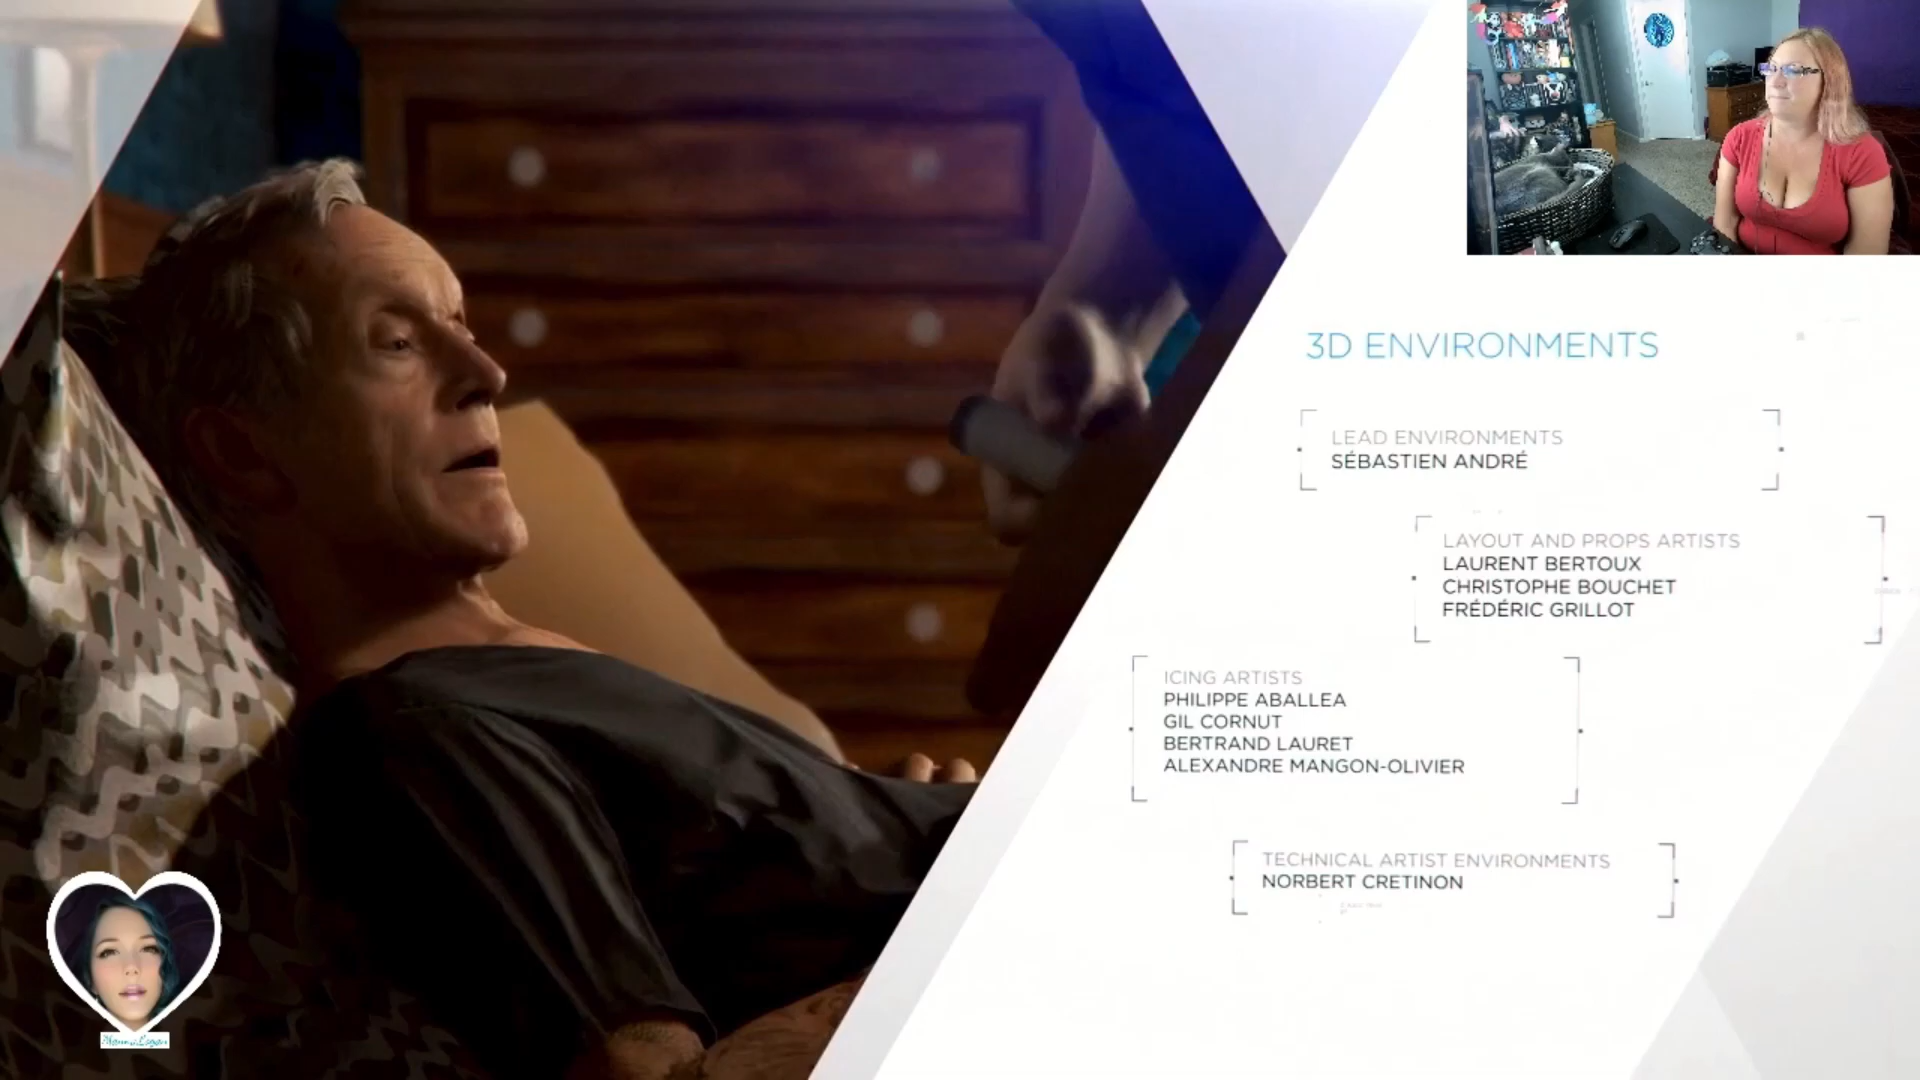 3D ENVIRONMENTS
LEAD ENVIRONMENTS
SÉBASTIEN ANDRÉ
LAYOUT AND PROPS ARTISTS
LAURENT BERTOUX
CHRISTOPHE BOUCHET
FRÉDÉRIC GRILLOT
ICING ARTISTS
PHILIPPE ABALLEA
GIL CORNUT
BERTRAND LAURET
ALEXANDRE MANGON-OLIVIER
TECHNICAL ARTIST ENVIRONMENTS
NORBERT CRETINON